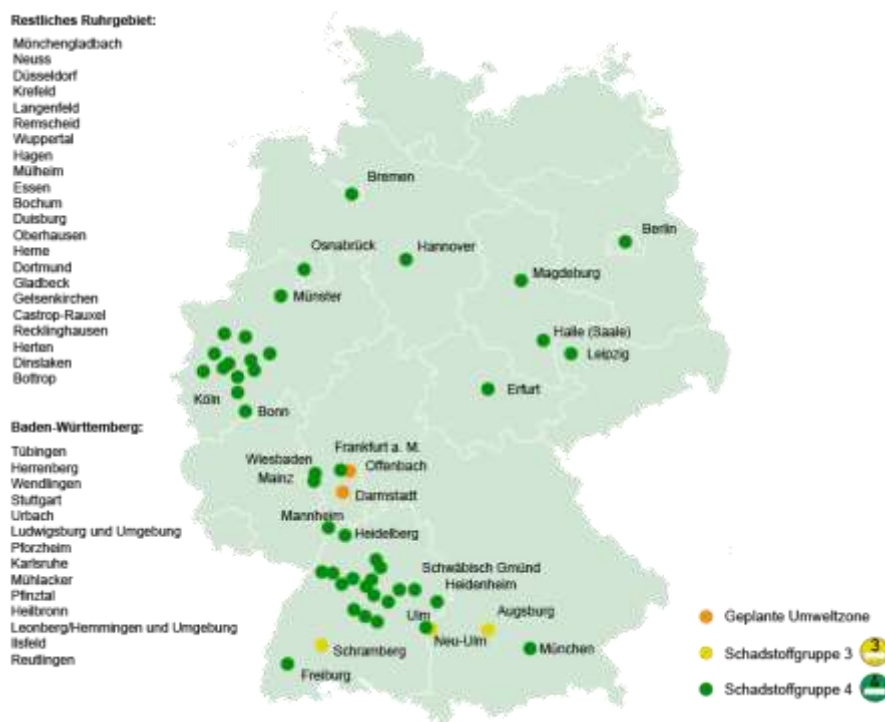 Restliches Ruhrgebiet:
Mönchengladbach
Neuss
Düsseldorf
Krefeld
Langenfeld
Remscheid
Wuppertal
Hagen
Mülheim
Essen
Bochum
Duisburg
Oberhausen
Herne
Dortmund
Gladbeck
Gelsenkirchen
Castrop-Rauxel
Recklinghausen
Herten
Dinslaken
Bottrop
Baden-Württemberg:
Tübingen
Herrenberg
Wendlingen
Stuttgart
Urbach
Ludwigsburg und Umgebung
Pforzheim
Karlsruhe
Mühlacker
Pfinztal
Heilbronn
Leonberg/Hemmingen und Umgebung
Ilsfeld
Reutlingen
Bremen
Berlin
Osnabrück
Hannover
Magdeburg
Münster
Halle (Saale)
Leipzig
Erfurt
Köln
Bonn
Frankfurt a. M.
Wiesbaden
Offenbach
Mainz
Darmstadt
Mannheim
Heidelberg
Schwäbisch Gmünd
Heidenheim
Ulm
Augsburg
Neu-Ulm
Schramberg
München
Freiburg
Geplante Umweltzone
Schadstoffgruppe 3 3
Schadstoffgruppe 4 4